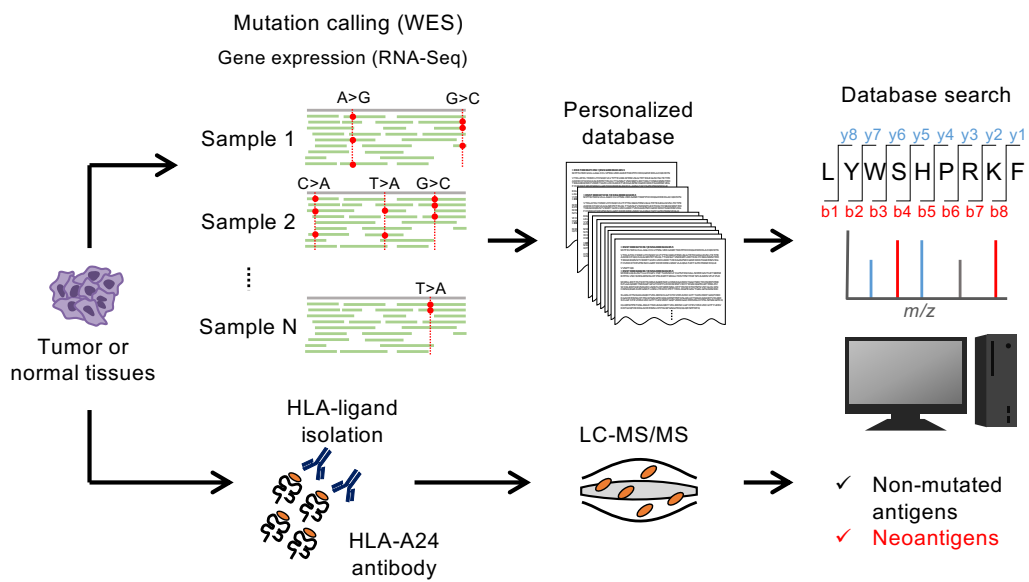 Mutation calling (WES)
Gene expression (RNA-Seq)
A>G
G>C
Sample 1
C>A
T>A
G>C
Sample 2
T>A
Sample N
Tumor or
normal tissues
Personalized
database
Database search
y8 y7 y6 y5 y4 y3 y2 y1
L Y W S H P R K F
b1 b2 b3 b4 b5 b6 b7 b8
m/z
HLA-ligand
isolation
HLA-A24
antibody
LC-MS/MS
✓ Non-mutated
antigens
✓ Neoantigens